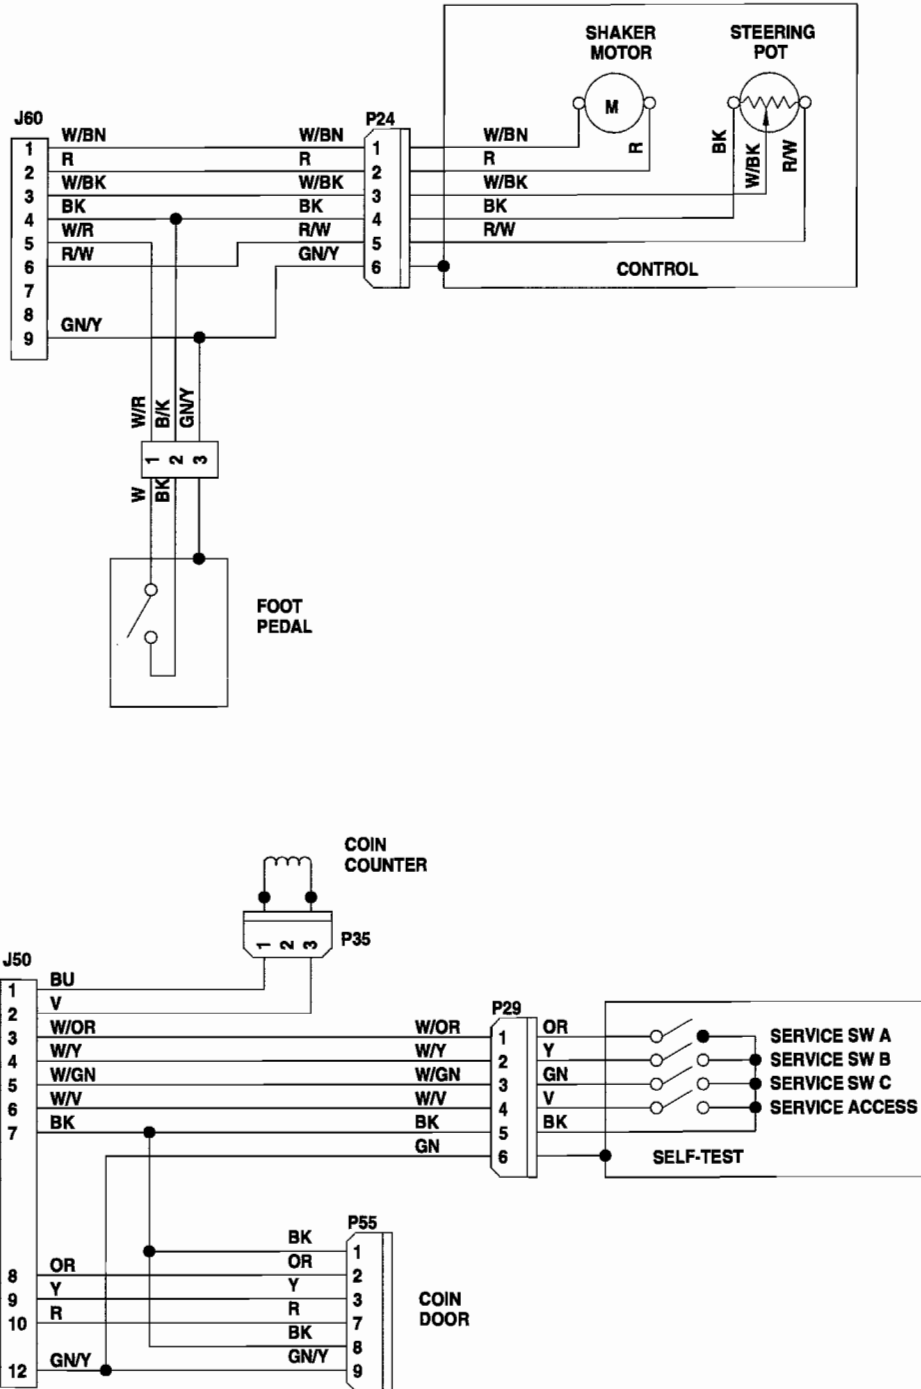 SHAKER MOTOR
STEERING POT
M
BK
W/BK
R/W
R
J60
P24
1 W/BN W/BN 1 W/BN
2 R R 2 R
3 W/BK W/BK 3 W/BK
4 BK BK 4 BK
5 W/R R/W 5 R/W
6 R/W GN/Y 6
7
8
9 GN/Y
CONTROL
W/R
B/K
GN/Y
1 2 3
W
BK
FOOT
PEDAL
COIN
COUNTER
1 2 3
P35
J50
P29
1 BU
2 V
3 W/OR W/OR 1 OR SERVICE SW A
4 W/Y W/Y 2 Y SERVICE SW B
5 W/GN W/GN 3 GN SERVICE SW C
6 W/V W/V 4 V SERVICE ACCESS
7 BK BK 5 BK
GN 6 SELF-TEST
P55
BK 1
8 OR OR 2
9 Y Y 3
10 R R 7
BK 8
12 GN/Y GN/Y 9
COIN
DOOR